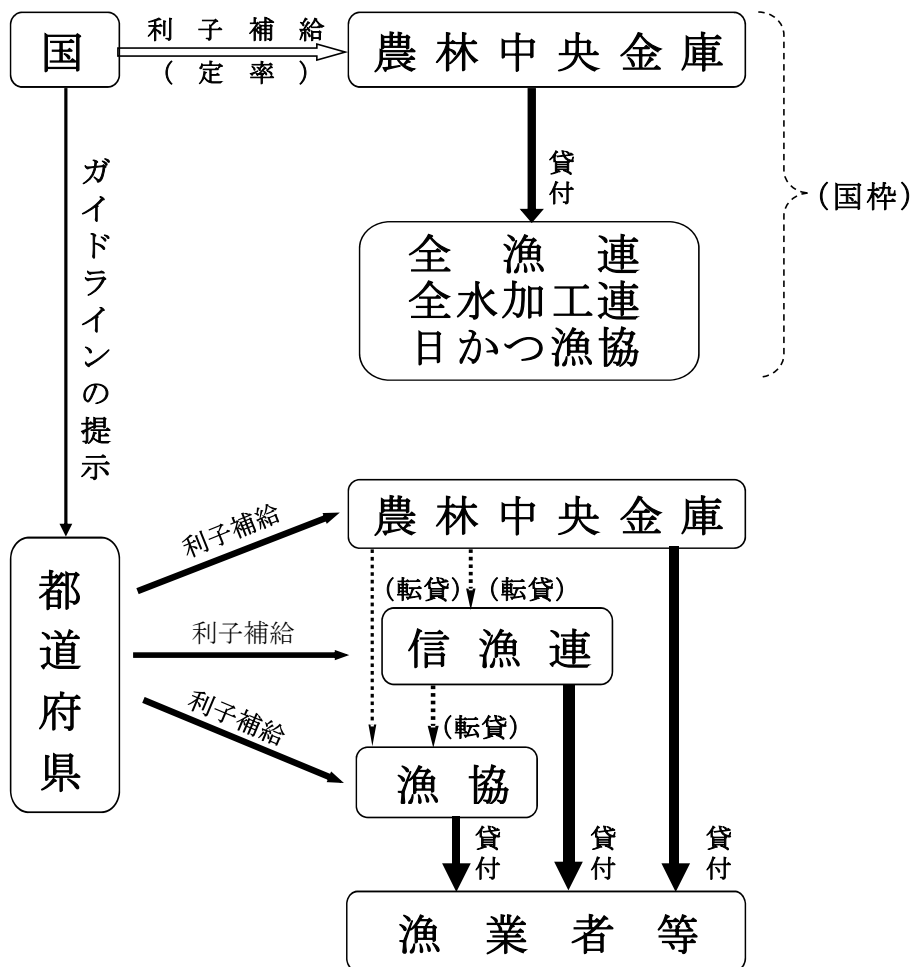 国
利子補給
(定率)
農林中央金庫
貸付
全漁連
全水加工連
日かつ漁協
(国枠)
ガイドラインの提示
都道府県
利子補給
利子補給
利子補給
農林中央金庫
(転貸)
(転貸)
信漁連
(転貸)
漁協
貸付
貸付
貸付
漁業者等